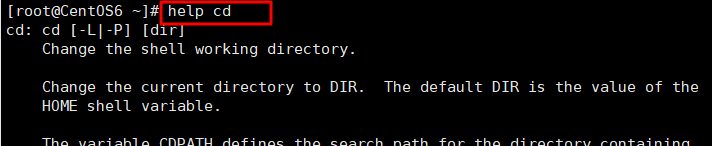 [root@CentOS6 ~]# help cd
cd: cd [-L|-P] [dir]
Change the shell working directory.
Change the current directory to DIR.  The default DIR is the value of the
HOME shell variable.
The variable CDPATH defines the search path for the directory containing